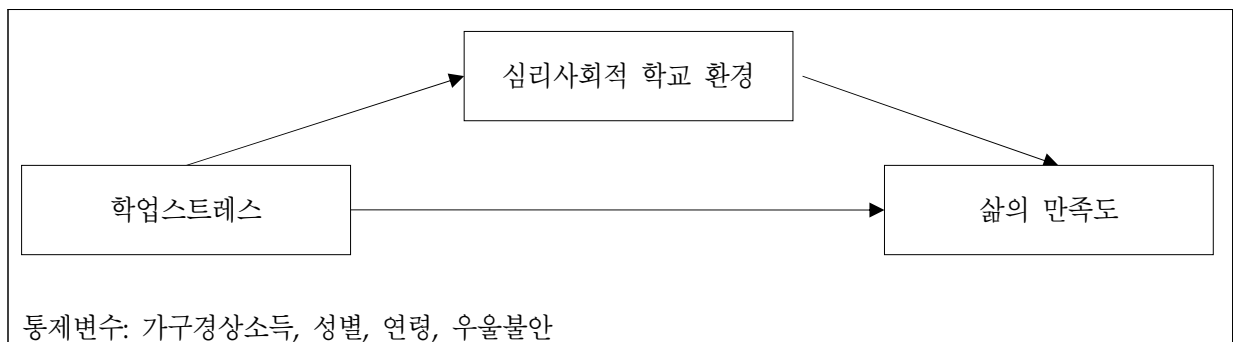 심리사회적 학교 환경
학업스트레스
삶의 만족도
통제변수: 가구경상소득, 성별, 연령, 우울불안